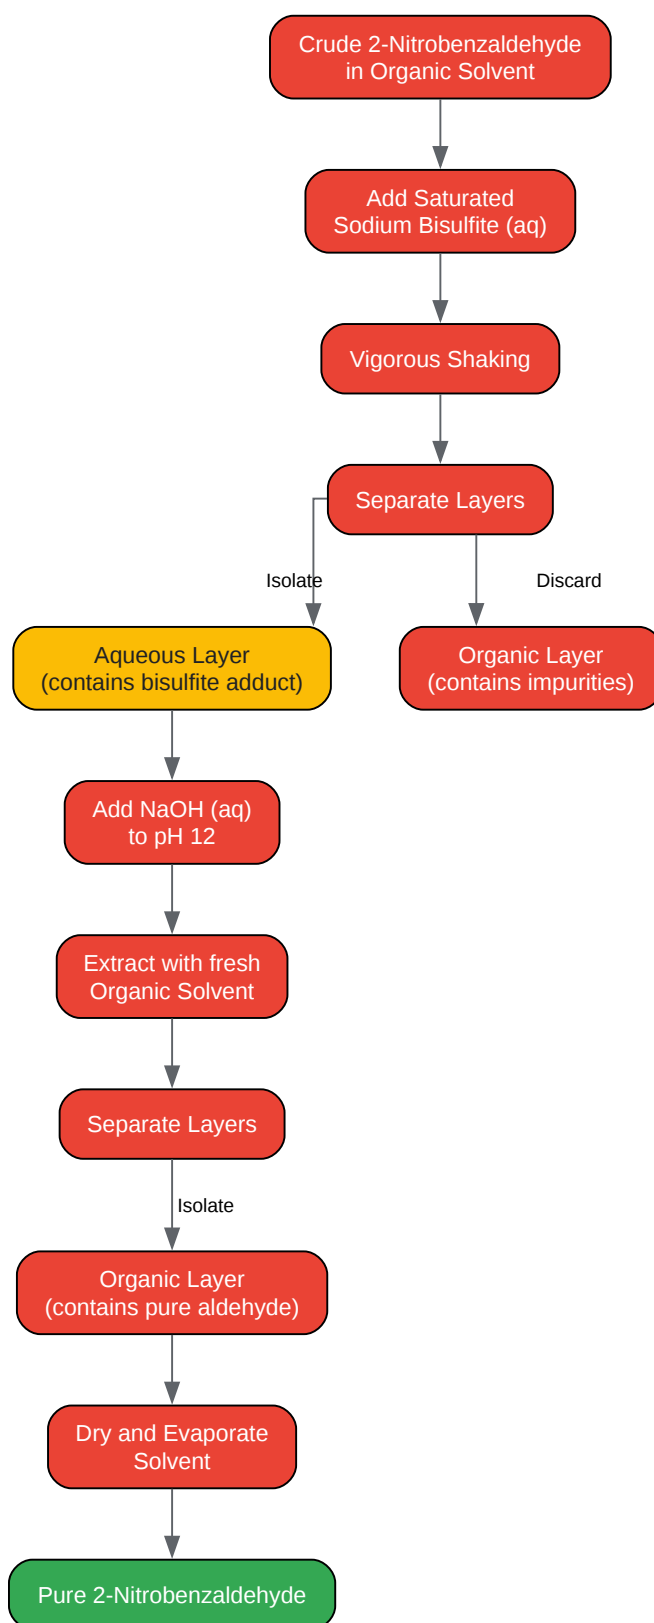 Crude 2-Nitrobenzaldehyde
in Organic Solvent
Add Saturated
Sodium Bisulfite (aq)
Vigorous Shaking
Separate Layers
Isolate
Discard
Aqueous Layer
(contains bisulfite adduct)
Organic Layer
(contains impurities)
Add NaOH (aq)
to pH 12
Extract with fresh
Organic Solvent
Separate Layers
Isolate
Organic Layer
(contains pure aldehyde)
Dry and Evaporate
Solvent
Pure 2-Nitrobenzaldehyde